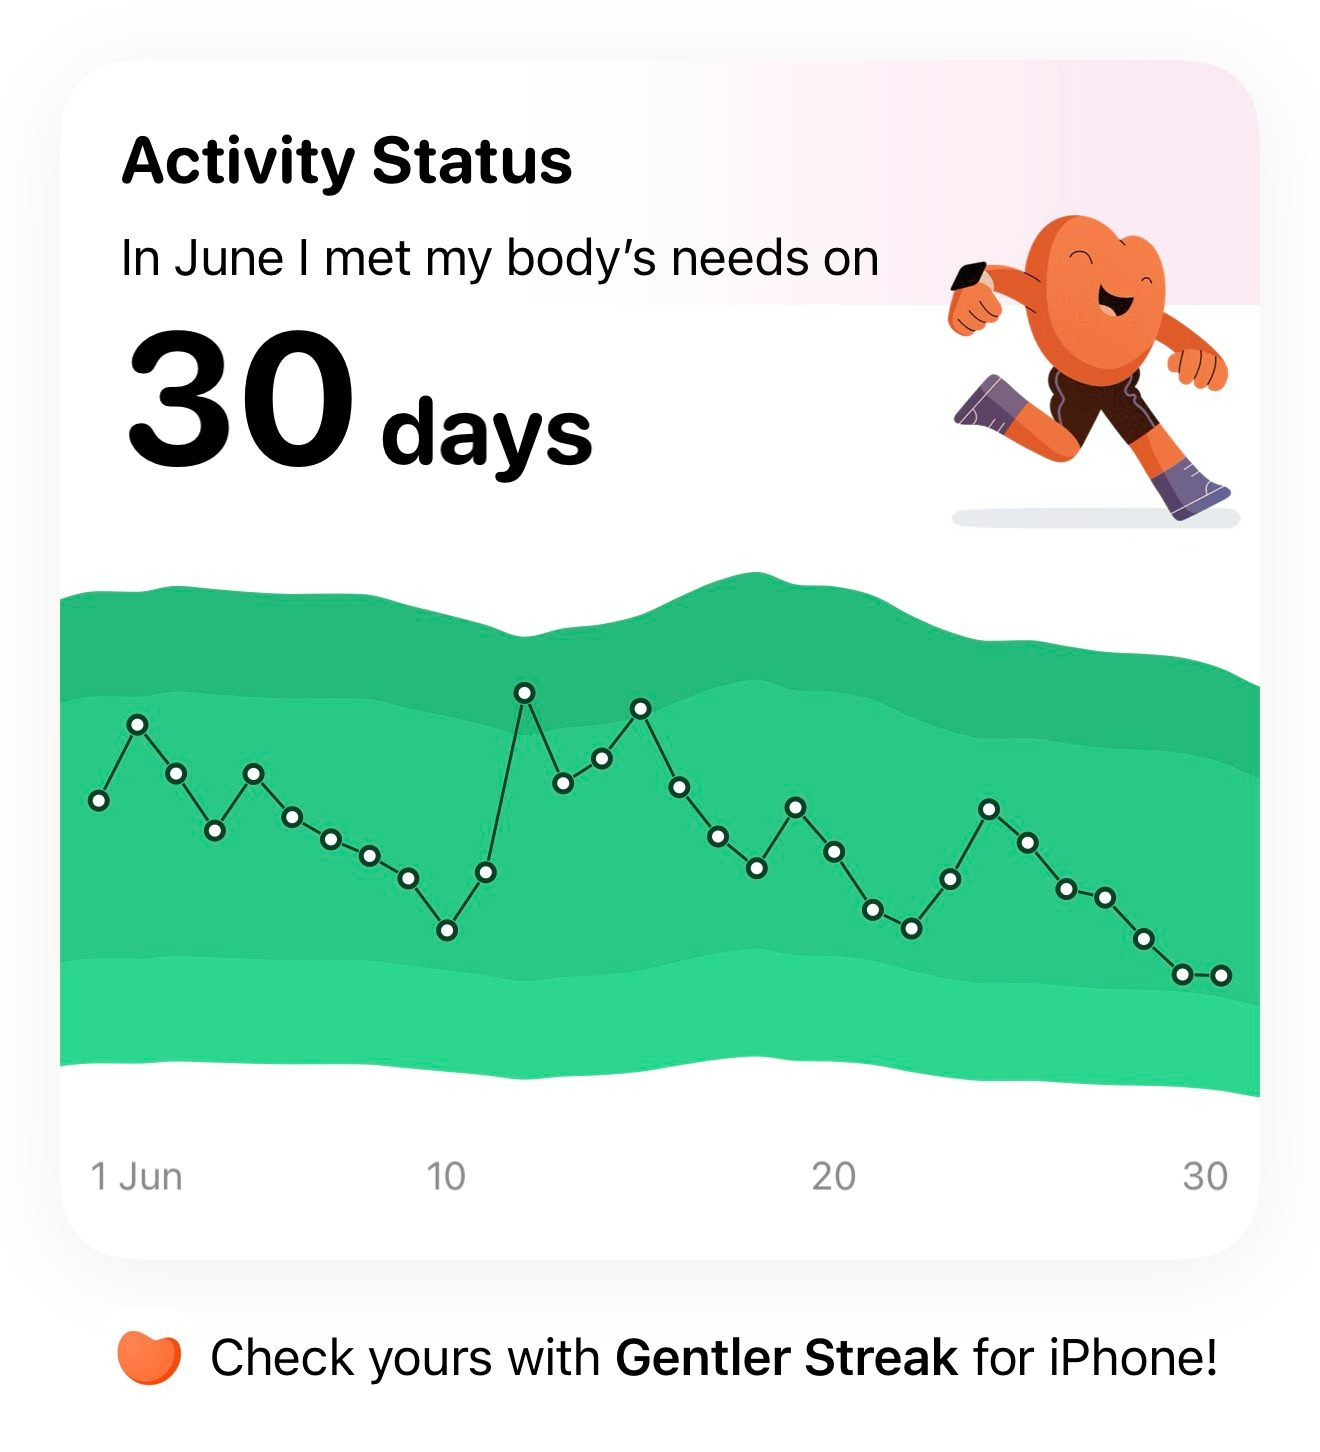 Activity Status
In June I met my body’s needs on
30 days
1 Jun 10 20 30
Check yours with Gentler Streak for iPhone!